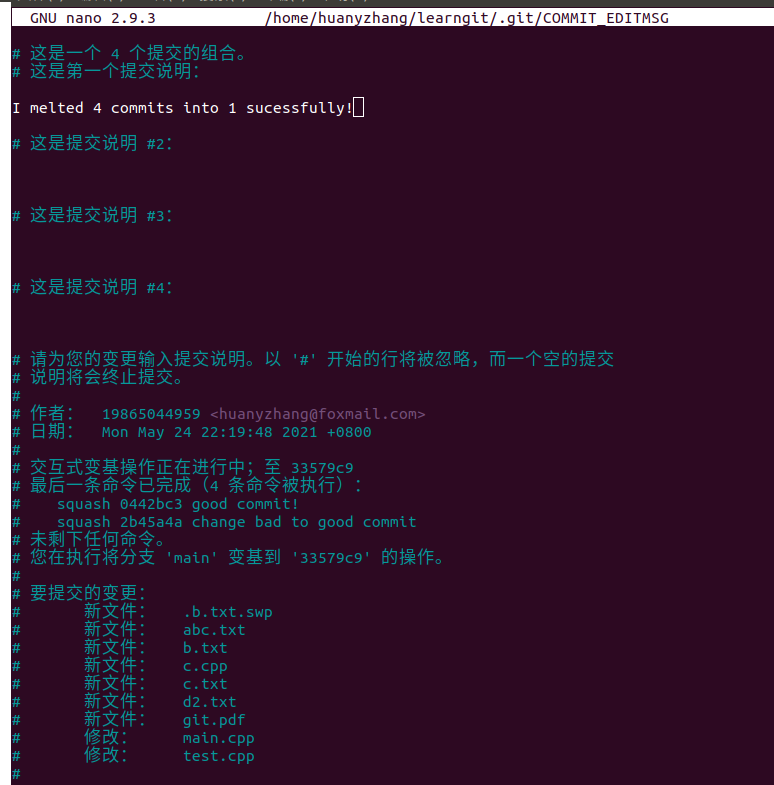 GNU nano 2.9.3 /home/huanyzhang/learngit/.git/COMMIT_EDITMSG
# 这是一个 4 个提交的组合。
# 这是第一个提交说明：
I melted 4 commits into 1 sucessfully!
# 这是提交说明 #2：
# 这是提交说明 #3：
# 这是提交说明 #4：
# 请为您的变更输入提交说明。以 '#' 开始的行将被忽略，而一个空的提交
# 说明将会终止提交。
#
# 作者： 19865044959 <huanyzhang@foxmail.com>
# 日期： Mon May 24 22:19:48 2021 +0800
#
# 交互式变基操作正在进行中；至 33579c9
# 最后一条命令已完成（4 条命令被执行）：
# squash 0442bc3 good commit!
# squash 2b45a4a change bad to good commit
# 未剩下任何命令。
# 您在执行将分支 'main' 变基到 '33579c9' 的操作。
#
# 要提交的变更：
# 新文件： .b.txt.swp
# 新文件： abc.txt
# 新文件： b.txt
# 新文件： c.cpp
# 新文件： c.txt
# 新文件： d2.txt
# 新文件： git.pdf
# 修改： main.cpp
# 修改： test.cpp
#